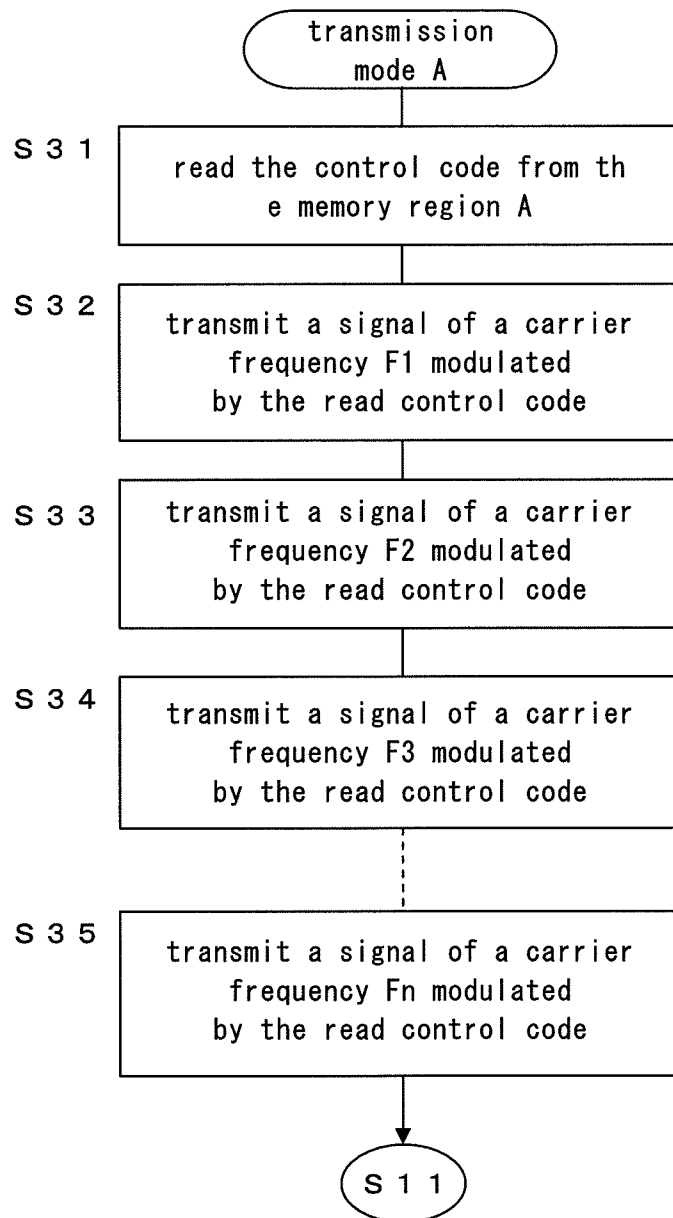 transmission
mode A
S31
read the control code from th
e memory region A
S32
transmit a signal of a carrier
frequency F1 modulated
by the read control code
S33
transmit a signal of a carrier
frequency F2 modulated
by the read control code
S34
transmit a signal of a carrier
frequency F3 modulated
by the read control code
S35
transmit a signal of a carrier
frequency Fn modulated
by the read control code
S11